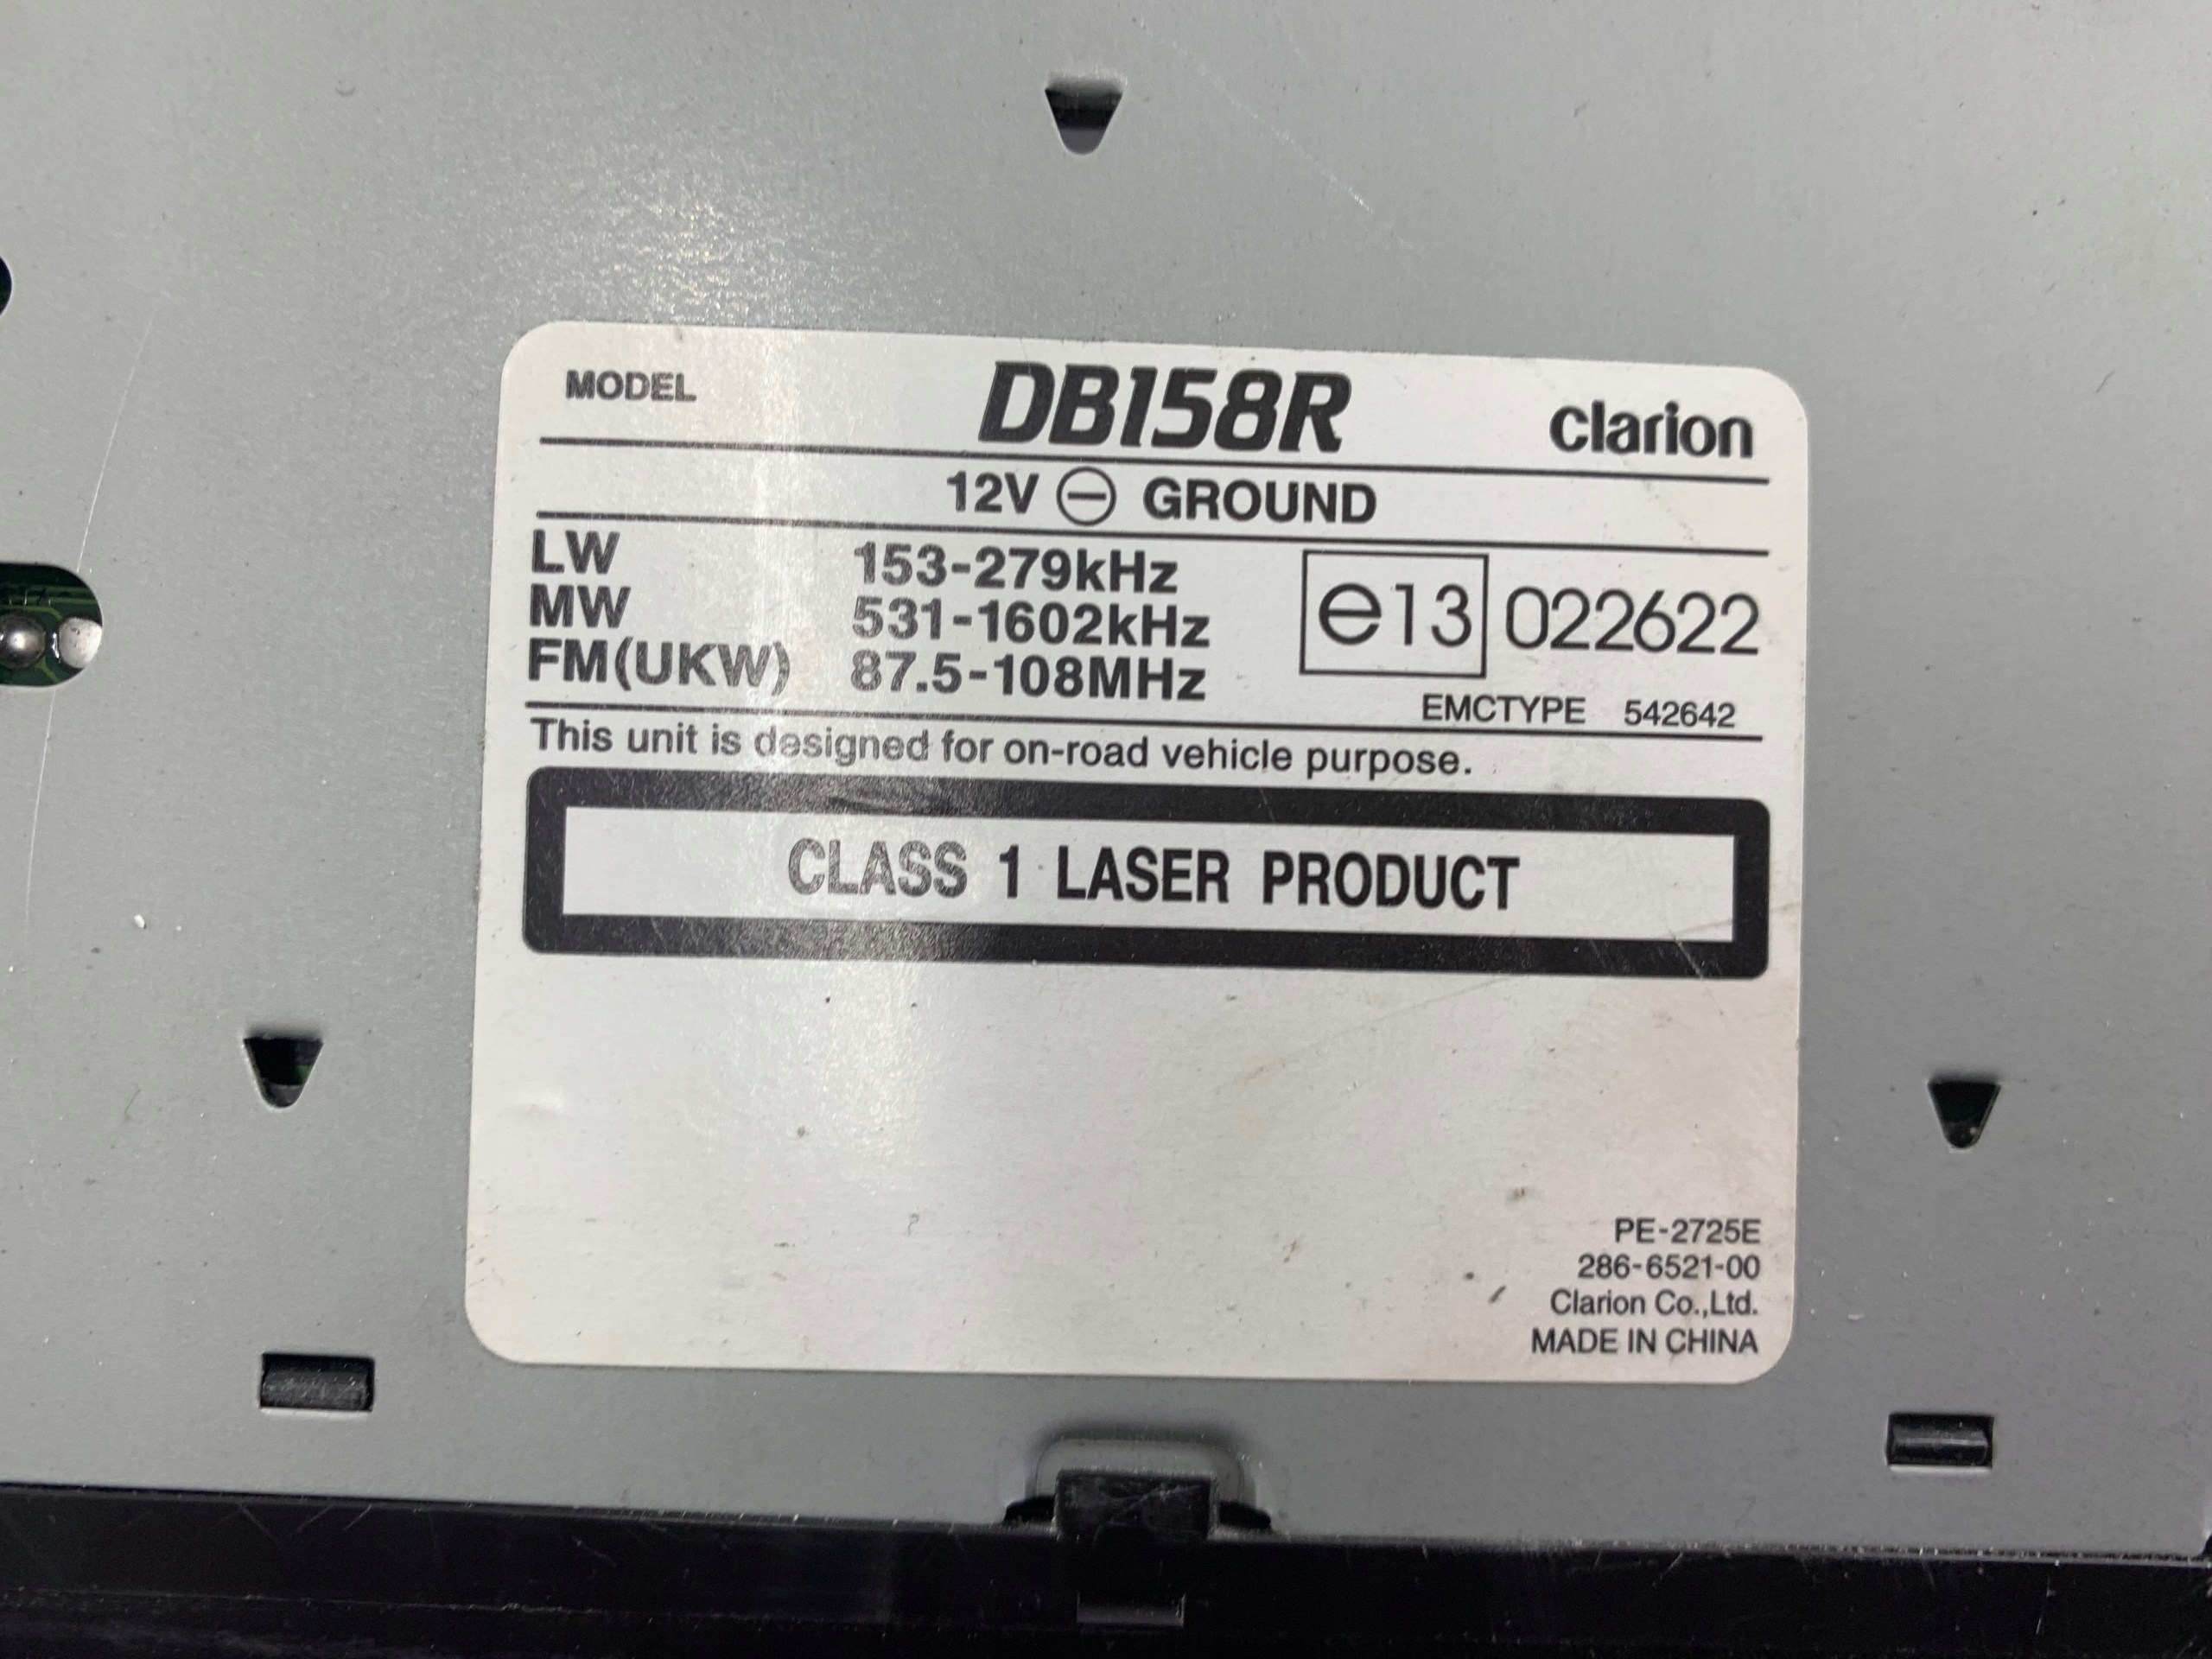 MODEL DB158R clarion
12V ⊖ GROUND
LW 153-279kHz
MW 531-1602kHz
FM(UKW) 87.5-108MHz
e13 022622
EMCTYPE 542642
This unit is designed for on-road vehicle purpose.
CLASS 1 LASER PRODUCT
PE-2725E
286-6521-00
Clarion Co.,Ltd.
MADE IN CHINA